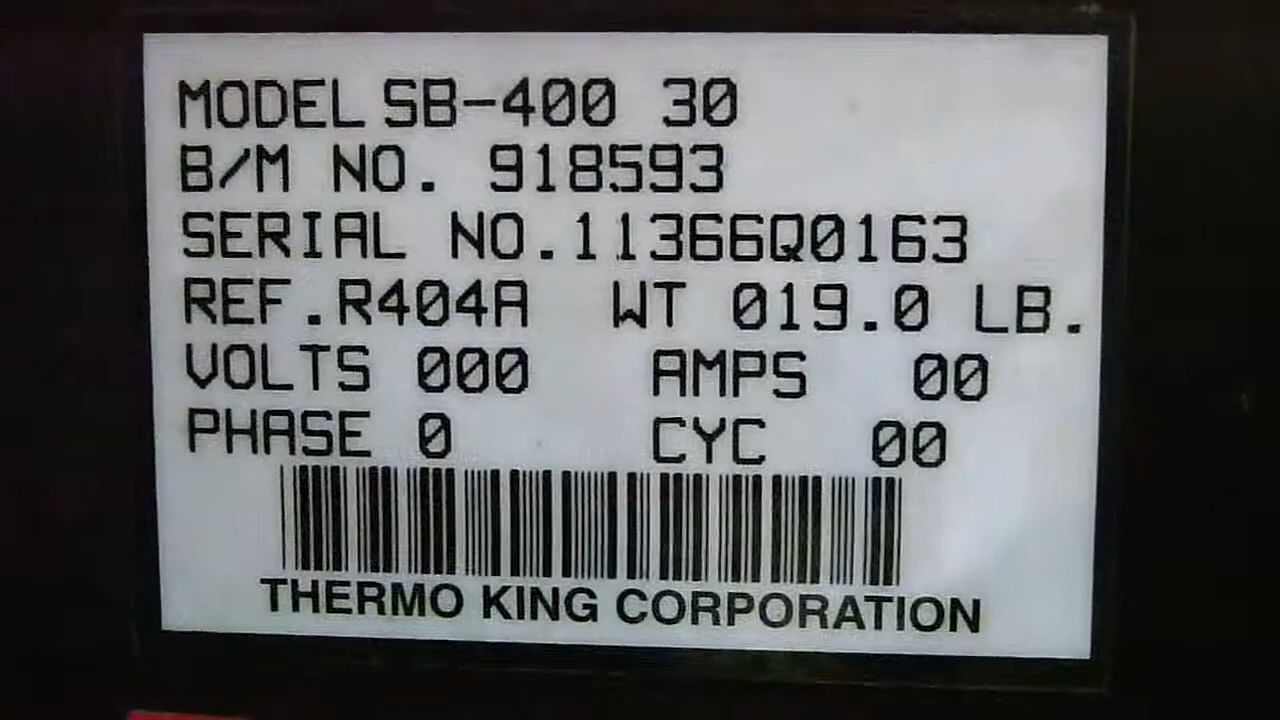 MODEL SB-400 30
B/M NO. 918593
SERIAL NO.11366Q0163
REF.R404A WT 019.0 LB.
VOLTS 000 AMPS 00
PHASE 0 CYC 00
THERMO KING CORPORATION